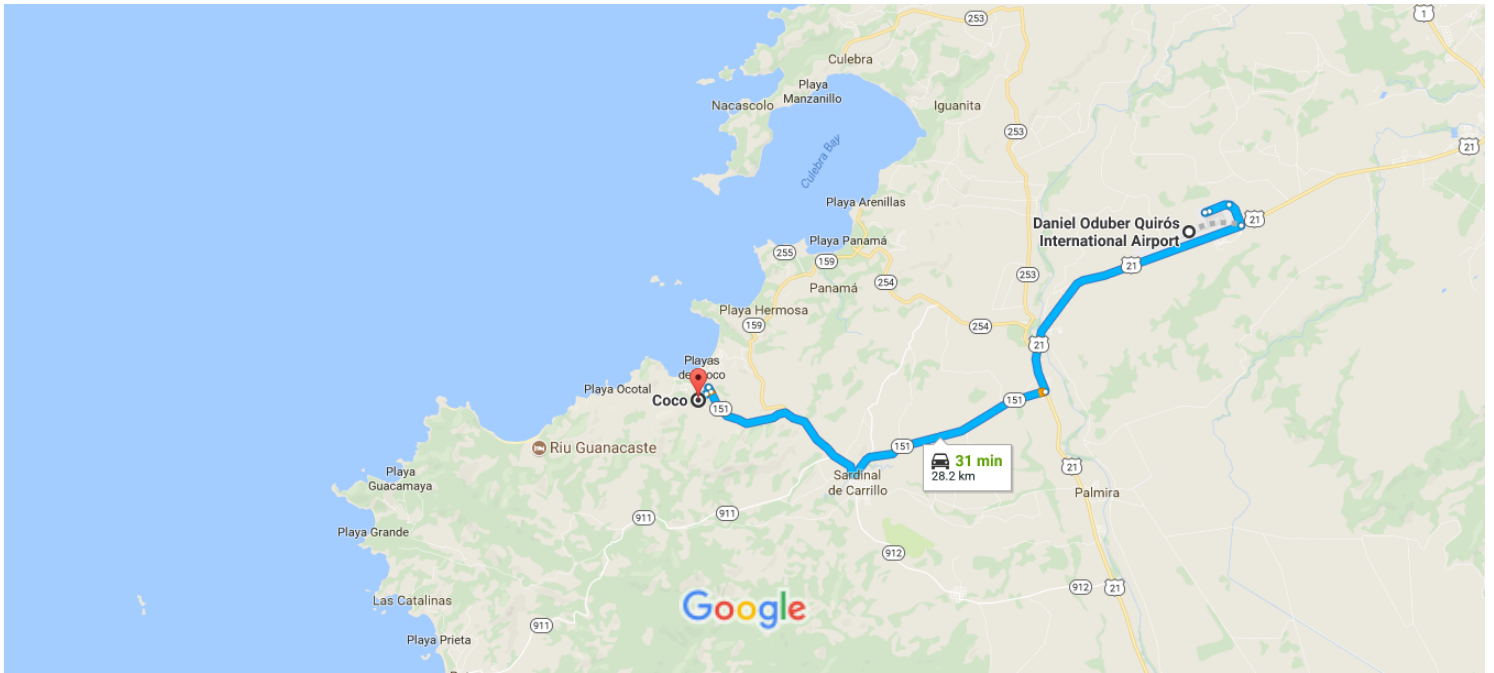 1
253
Culebra
Playa
Manzanillo
Nacascolo
Iguanita
253
21
Culebra Bay
Playa Arenillas
Daniel Oduber Quirós
International Airport
21
Playa Panamá
255
159
21
253
254
Panamá
Playa Hermosa
159
254
21
Playas
Playa Ocotal
Coco
151
151
151
Riu Guanacaste
31 min
28.2 km
Sardinal
de Carrillo
21
Palmira
Playa
Guacamaya
911
911
Playa Grande
912
912
21
Las Catalinas
Google
911
Playa Prieta